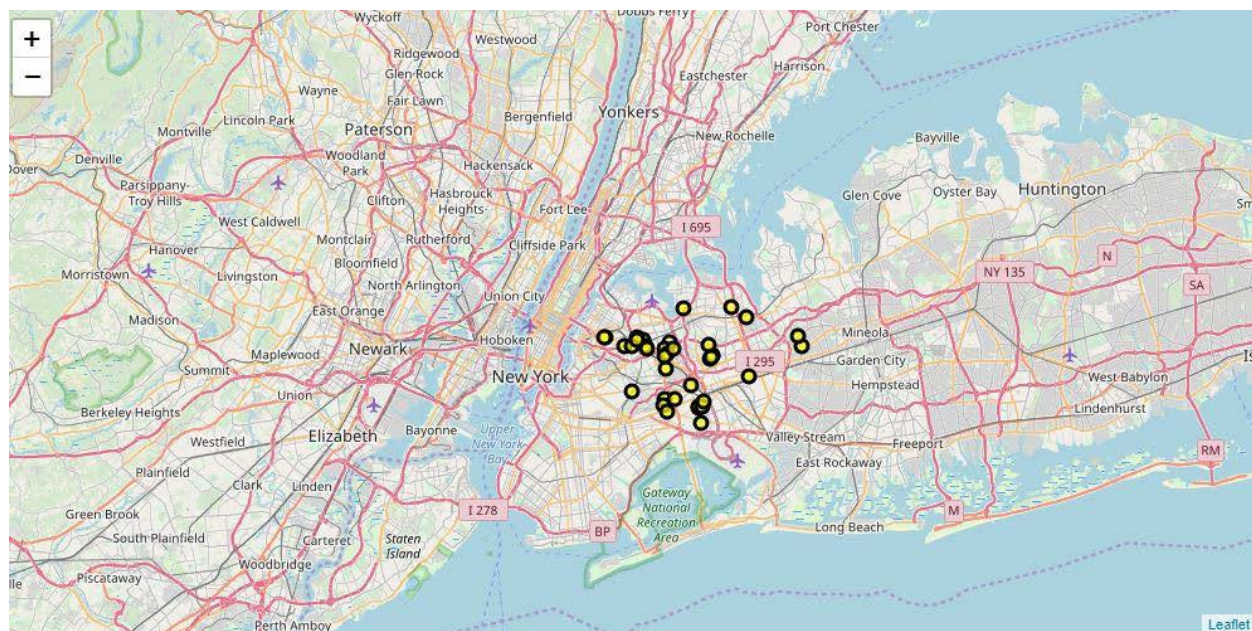 +
−
Wyckoff
Dobbs Ferry
Port Chester
Ridgewood
Westwood
Glen Rock
Eastchester
Harrison
Wayne
Fair Lawn
Yonkers
Lincoln Park
Paterson
Bergenfield
Montville
New Rochelle
Bayville
Denville
Woodland
Park
Hackensack
Dover
Parsippany-
Troy Hills
Clifton
Hasbrouck
Heights
Glen Cove
Oyster Bay
Huntington
West Caldwell
Fort Lee
I 695
Hanover
Montclair
Rutherford
Cliffside Park
N
Bloomfield
Morristown
Livingston
North Arlington
NY 135
SA
Union City
Madison
East Orange
Hoboken
Mineola
Maplewood
Newark
I 295
Garden City
Summit
New York
Hempstead
West Babylon
Union
Berkeley Heights
Lindenhurst
Elizabeth
Bayonne
Upper
New York
Bay
Valley Stream
Freeport
Westfield
East Rockaway
RM
Plainfield
Clark
Linden
Gateway
National
Recreation
Area
Green Brook
I 278
M
South Plainfield
Carteret
Staten
Island
BP
Long Beach
Woodbridge
Piscataway
Perth Amboy
Leaflet